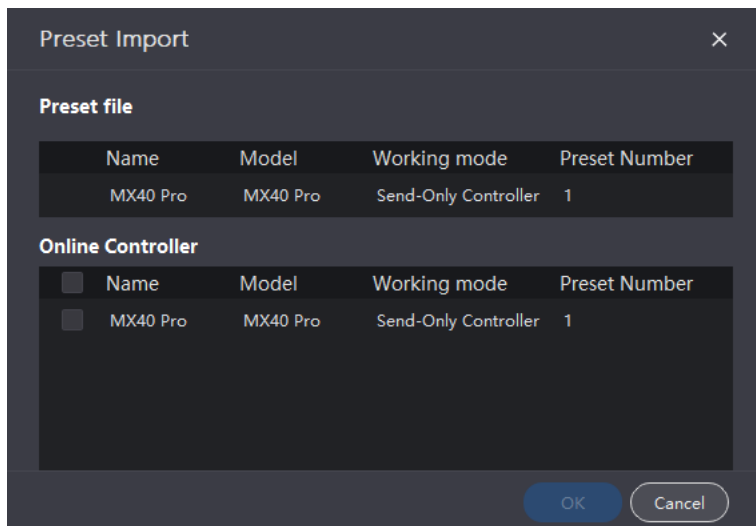 Preset Import
Preset file
Name Model Working mode Preset Number
MX40 Pro MX40 Pro Send-Only Controller 1
Online Controller
Name Model Working mode Preset Number
MX40 Pro MX40 Pro Send-Only Controller 1
OK Cancel